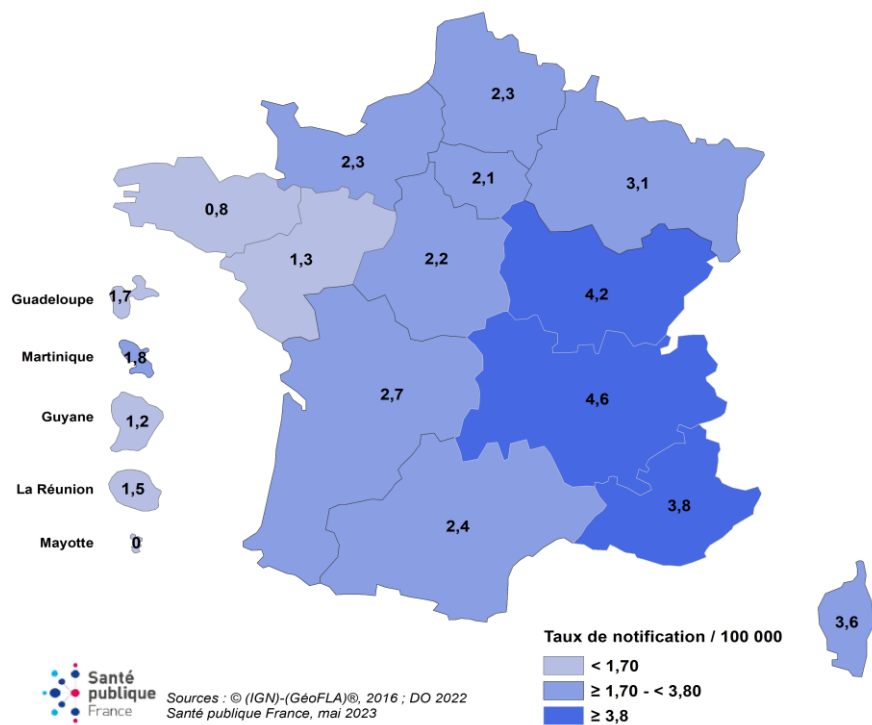 2,3
2,3
2,1
3,1
0,8
1,3
2,2
4,2
Guadeloupe 1,7
Martinique 1,8
2,7
4,6
Guyane 1,2
La Réunion 1,5
3,8
2,4
Mayotte 0
3,6
Taux de notification / 100 000
< 1,70
≥ 1,70 - < 3,80
≥ 3,8
Santé
publique
France
Sources : © (IGN)-(GéoFLA)®, 2016 ; DO 2022
Santé publique France, mai 2023